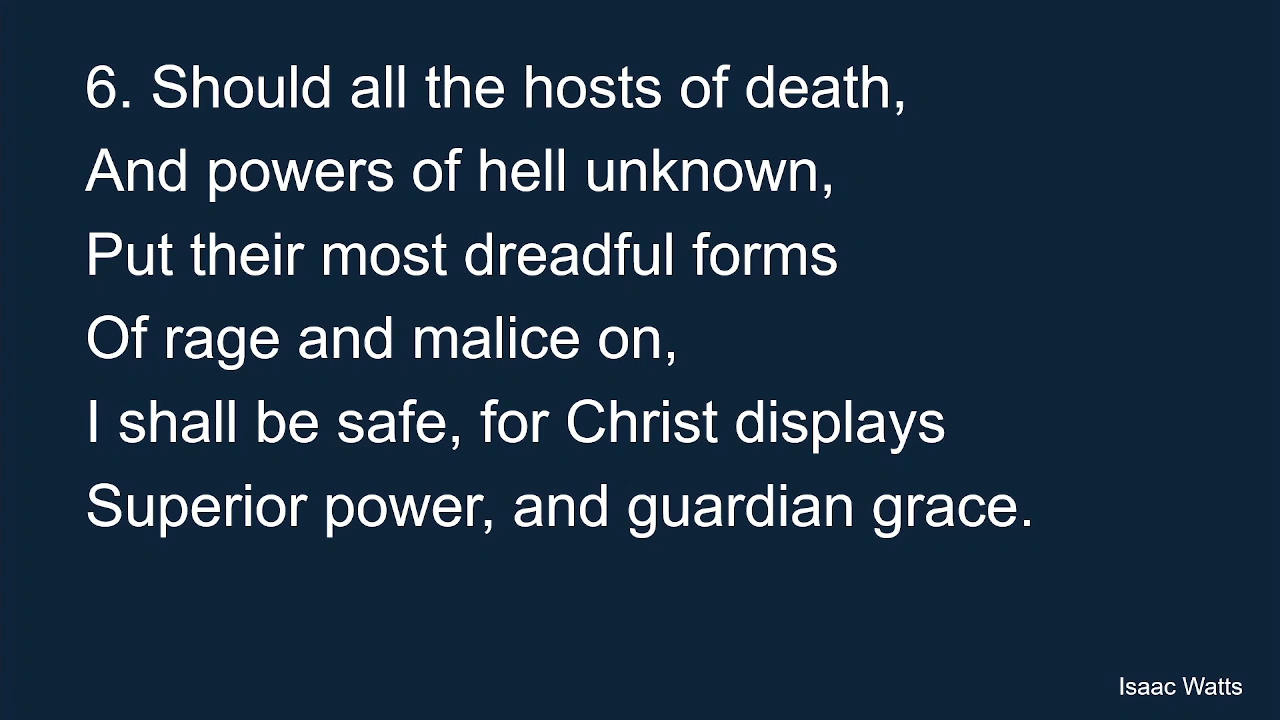 6. Should all the hosts of death,
And powers of hell unknown,
Put their most dreadful forms
Of rage and malice on,
I shall be safe, for Christ displays
Superior power, and guardian grace.
Isaac Watts